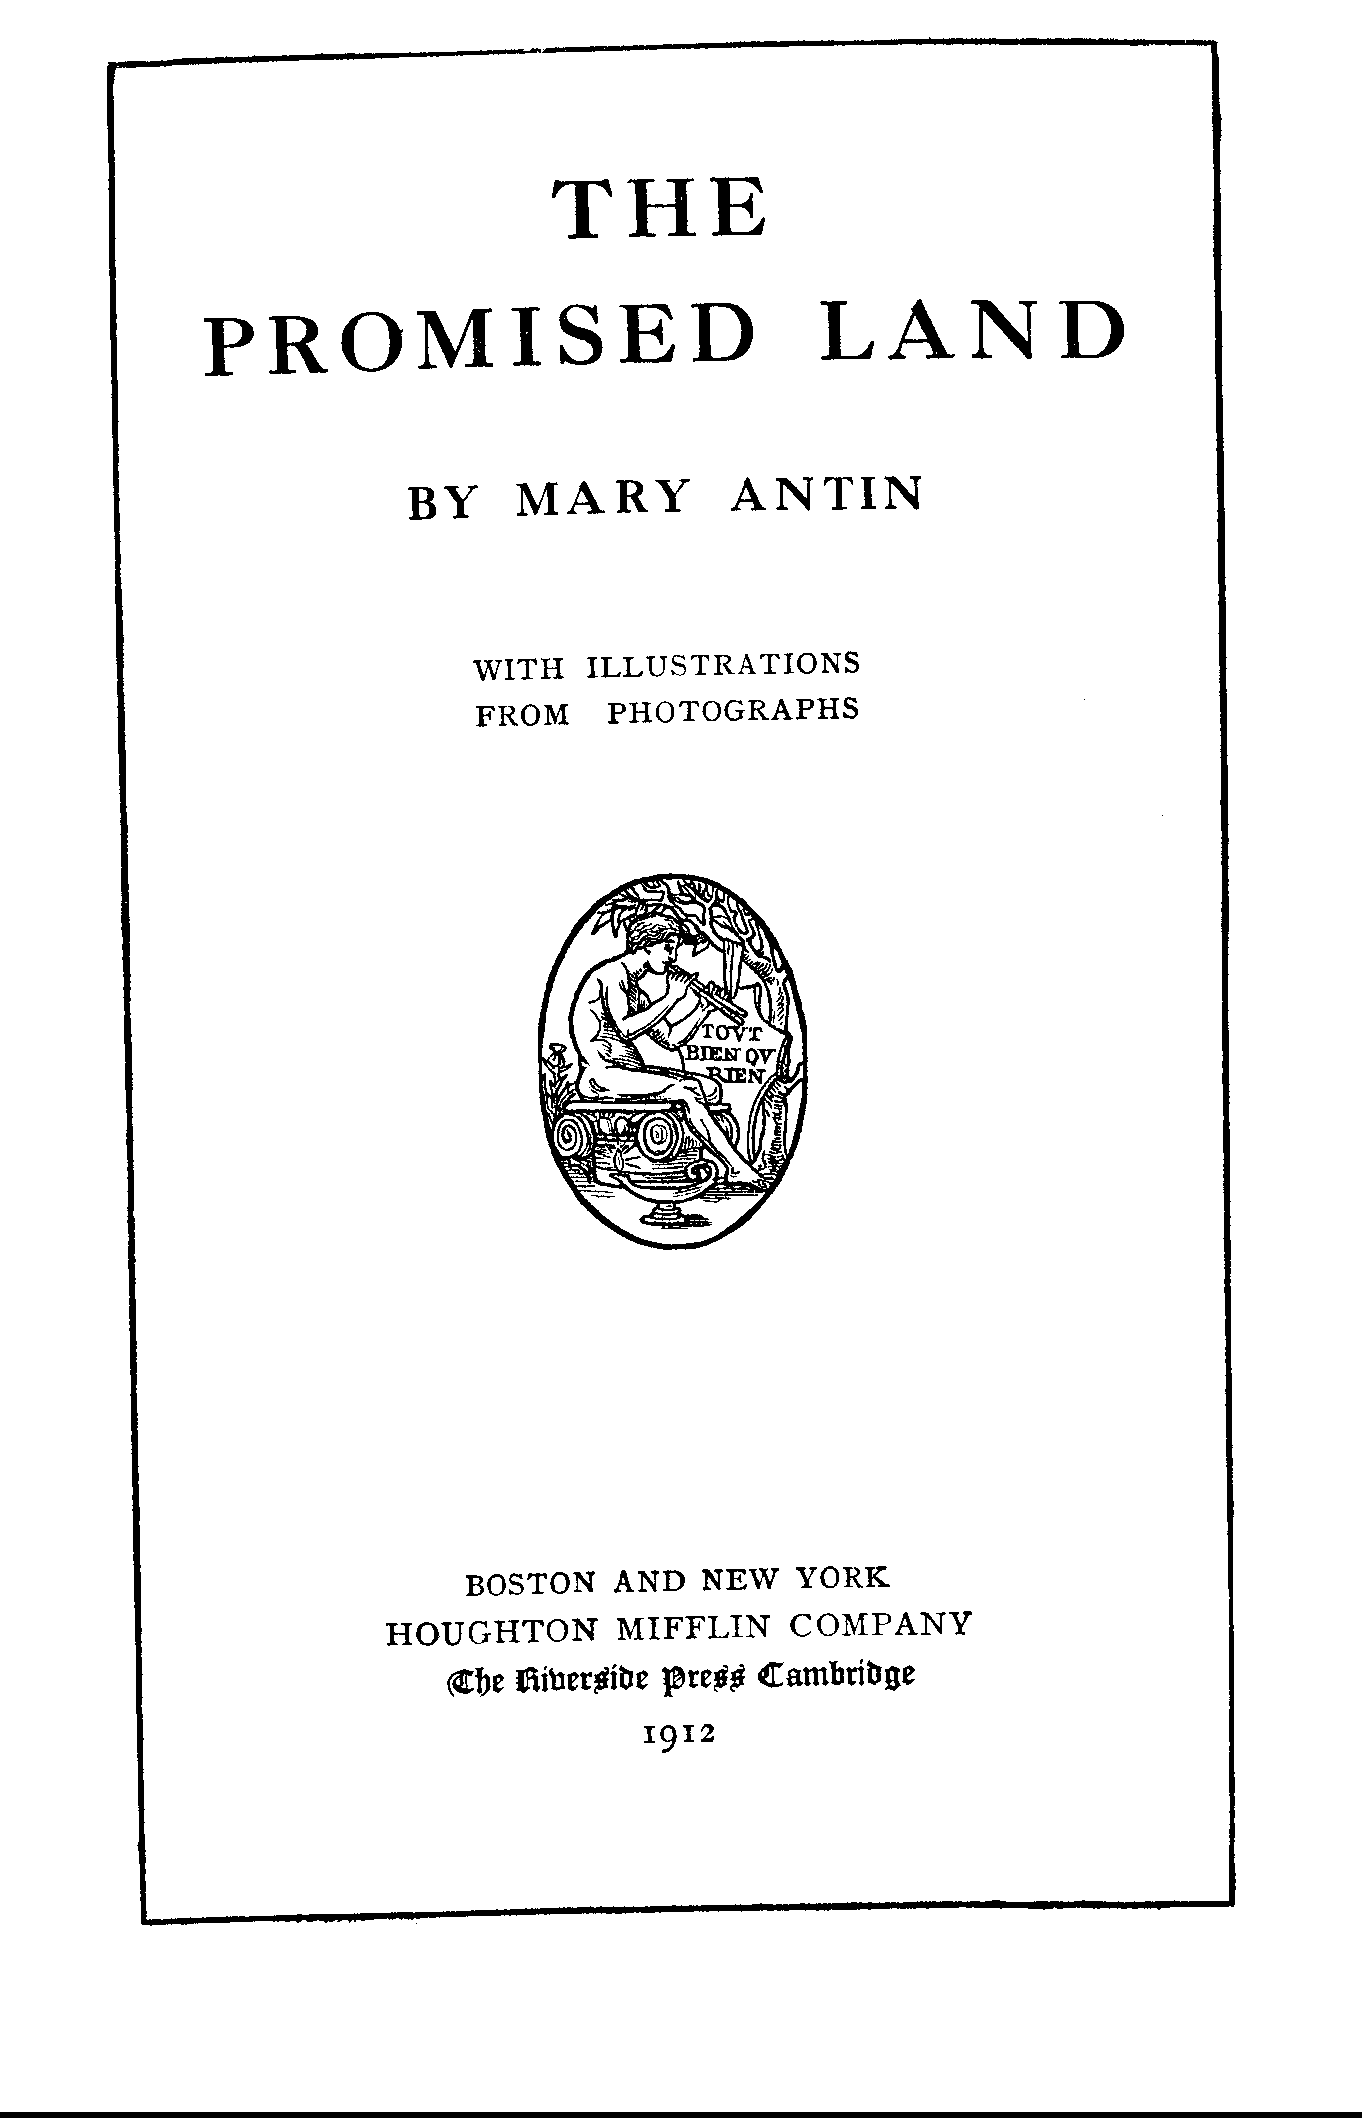 THE
PROMISED LAND
BY MARY ANTIN
WITH ILLUSTRATIONS
FROM PHOTOGRAPHS
TOVT
BIEN QV
RIEN
BOSTON AND NEW YORK
HOUGHTON MIFFLIN COMPANY
The Riverside Press Cambridge
1912